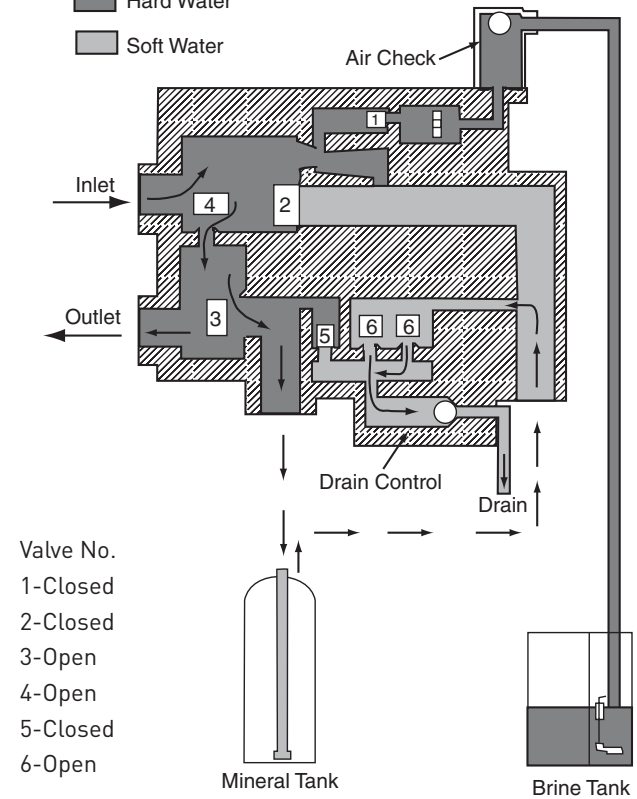 Hard Water
Soft Water
Air Check
1
Inlet
4
2
Outlet
3
5
6
6
Drain Control
Drain
Valve No.
1-Closed
2-Closed
3-Open
4-Open
5-Closed
6-Open
Mineral Tank
Brine Tank